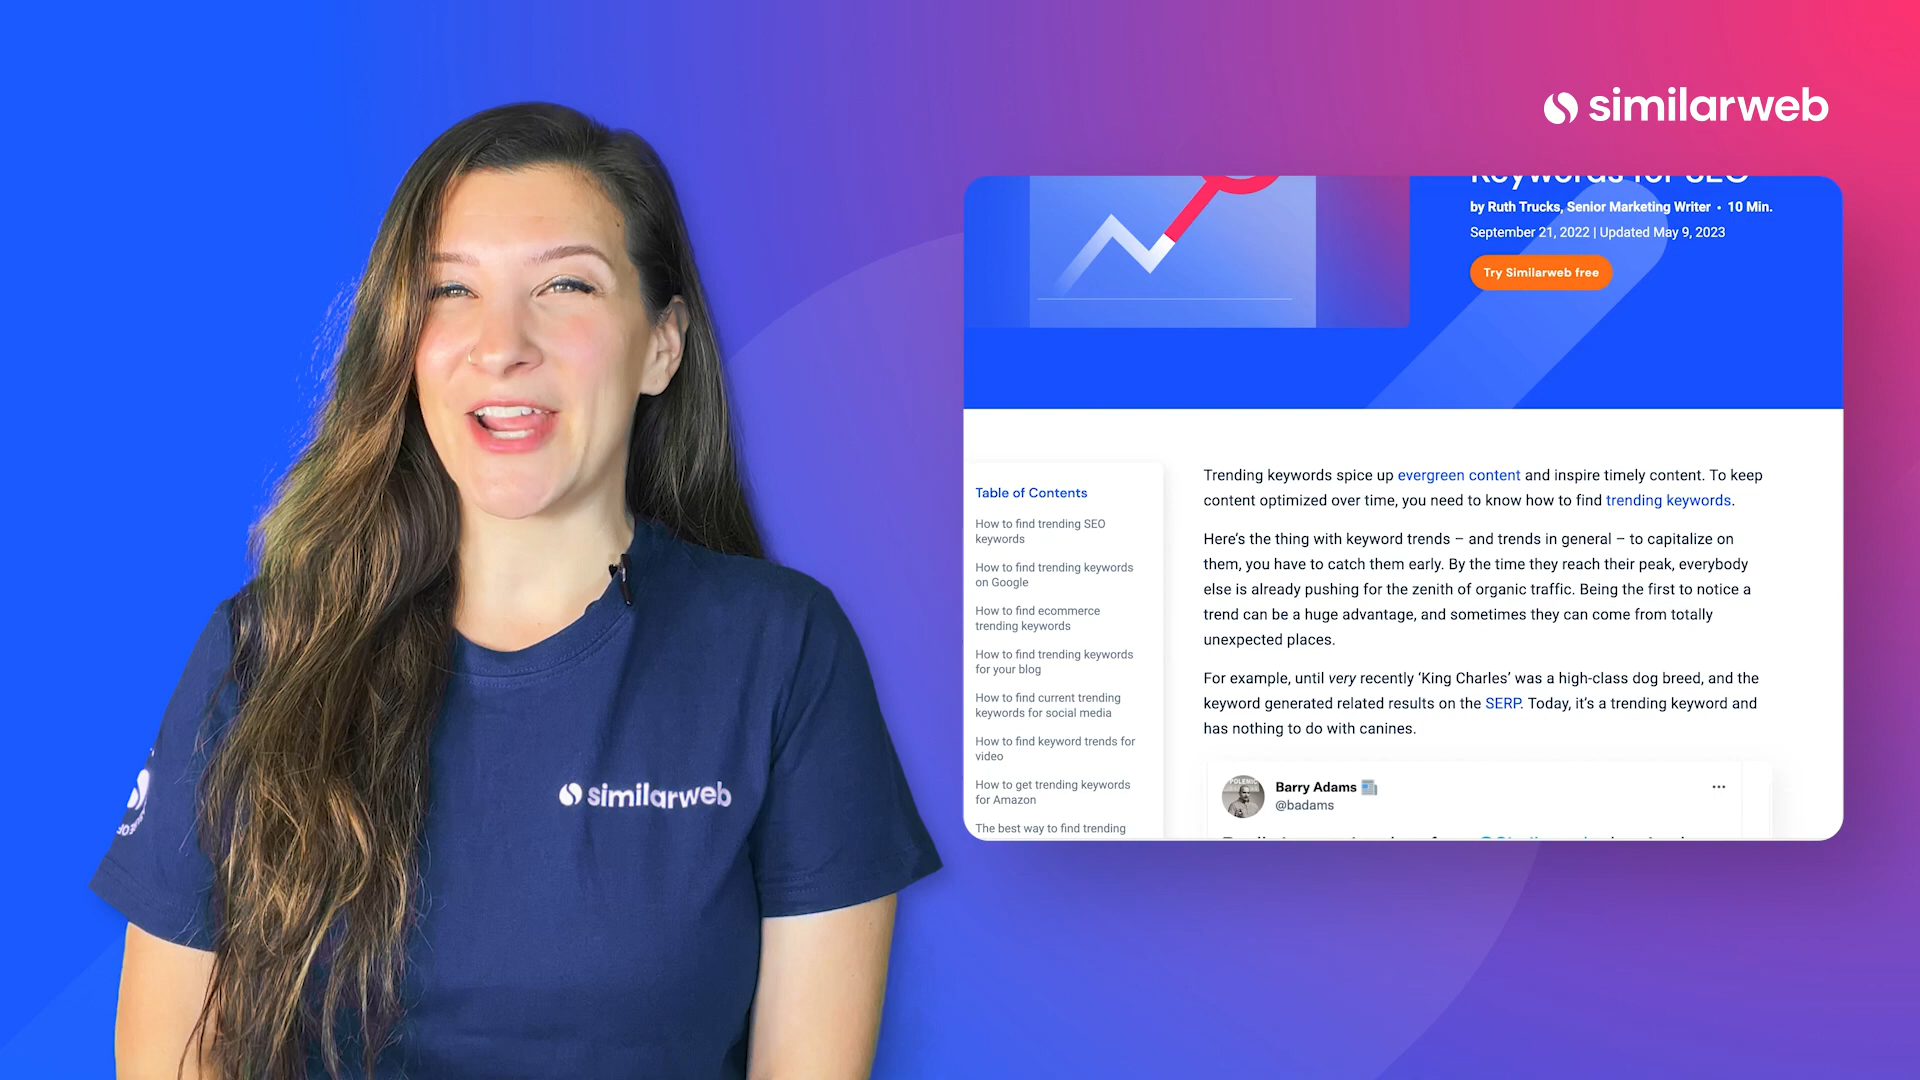 similarweb
Keywords for SEO
by Ruth Trucks, Senior Marketing Writer • 10 Min.
September 21, 2022 | Updated May 9, 2023
Try Similarweb free
Table of Contents
How to find trending SEO
keywords
How to find trending keywords
on Google
How to find ecommerce
trending keywords
How to find trending keywords
for your blog
How to find current trending
keywords for social media
How to find keyword trends for
video
How to get trending keywords
for Amazon
The best way to find trending
Trending keywords spice up evergreen content and inspire timely content. To keep
content optimized over time, you need to know how to find trending keywords.
Here’s the thing with keyword trends – and trends in general – to capitalize on
them, you have to catch them early. By the time they reach their peak, everybody
else is already pushing for the zenith of organic traffic. Being the first to notice a
trend can be a huge advantage, and sometimes they can come from totally
unexpected places.
For example, until very recently ‘King Charles’ was a high-class dog breed, and the
keyword generated related results on the SERP. Today, it’s a trending keyword and
has nothing to do with canines.
POLEMIC
Barry Adams
@badams
similarweb